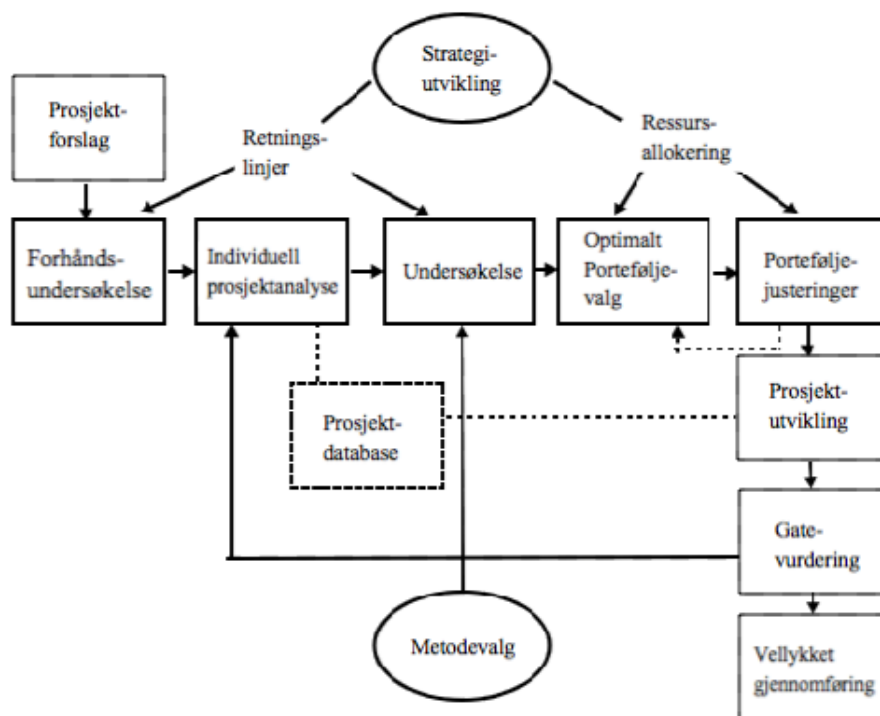 Strategi-
utvikling
Prosjekt-
forslag
Retnings-
linjer
Ressurs-
allokering
Forhånds-
undersøkelse
Individuell
prosjektanalyse
Undersøkelse
Optimalt
Portefølje-
valg
Portefølje-
justeringer
Prosjekt-
database
Prosjekt-
utvikling
Gate-
vurdering
Metodevalg
Vellykket
gjennomføring